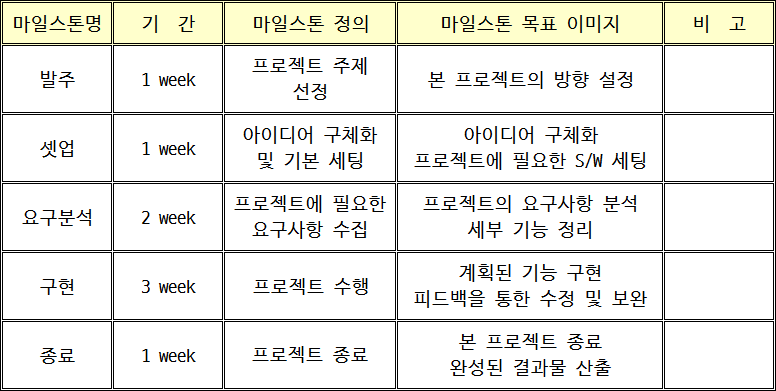 마일스톤명 기 간 마일스톤 정의 마일스톤 목표 이미지 비 고
발주 1 week 프로젝트 주제 본 프로젝트의 방향 설정
선정
셋업 1 week 아이디어 구체화 아이디어 구체화
및 기본 세팅 프로젝트에 필요한 S/W 세팅
요구분석 2 week 프로젝트에 필요한 프로젝트의 요구사항 분석
요구사항 수집 세부 기능 정리
구현 3 week 프로젝트 수행 계획된 기능 구현
피드백을 통한 수정 및 보완
종료 1 week 프로젝트 종료 본 프로젝트 종료
완성된 결과물 산출